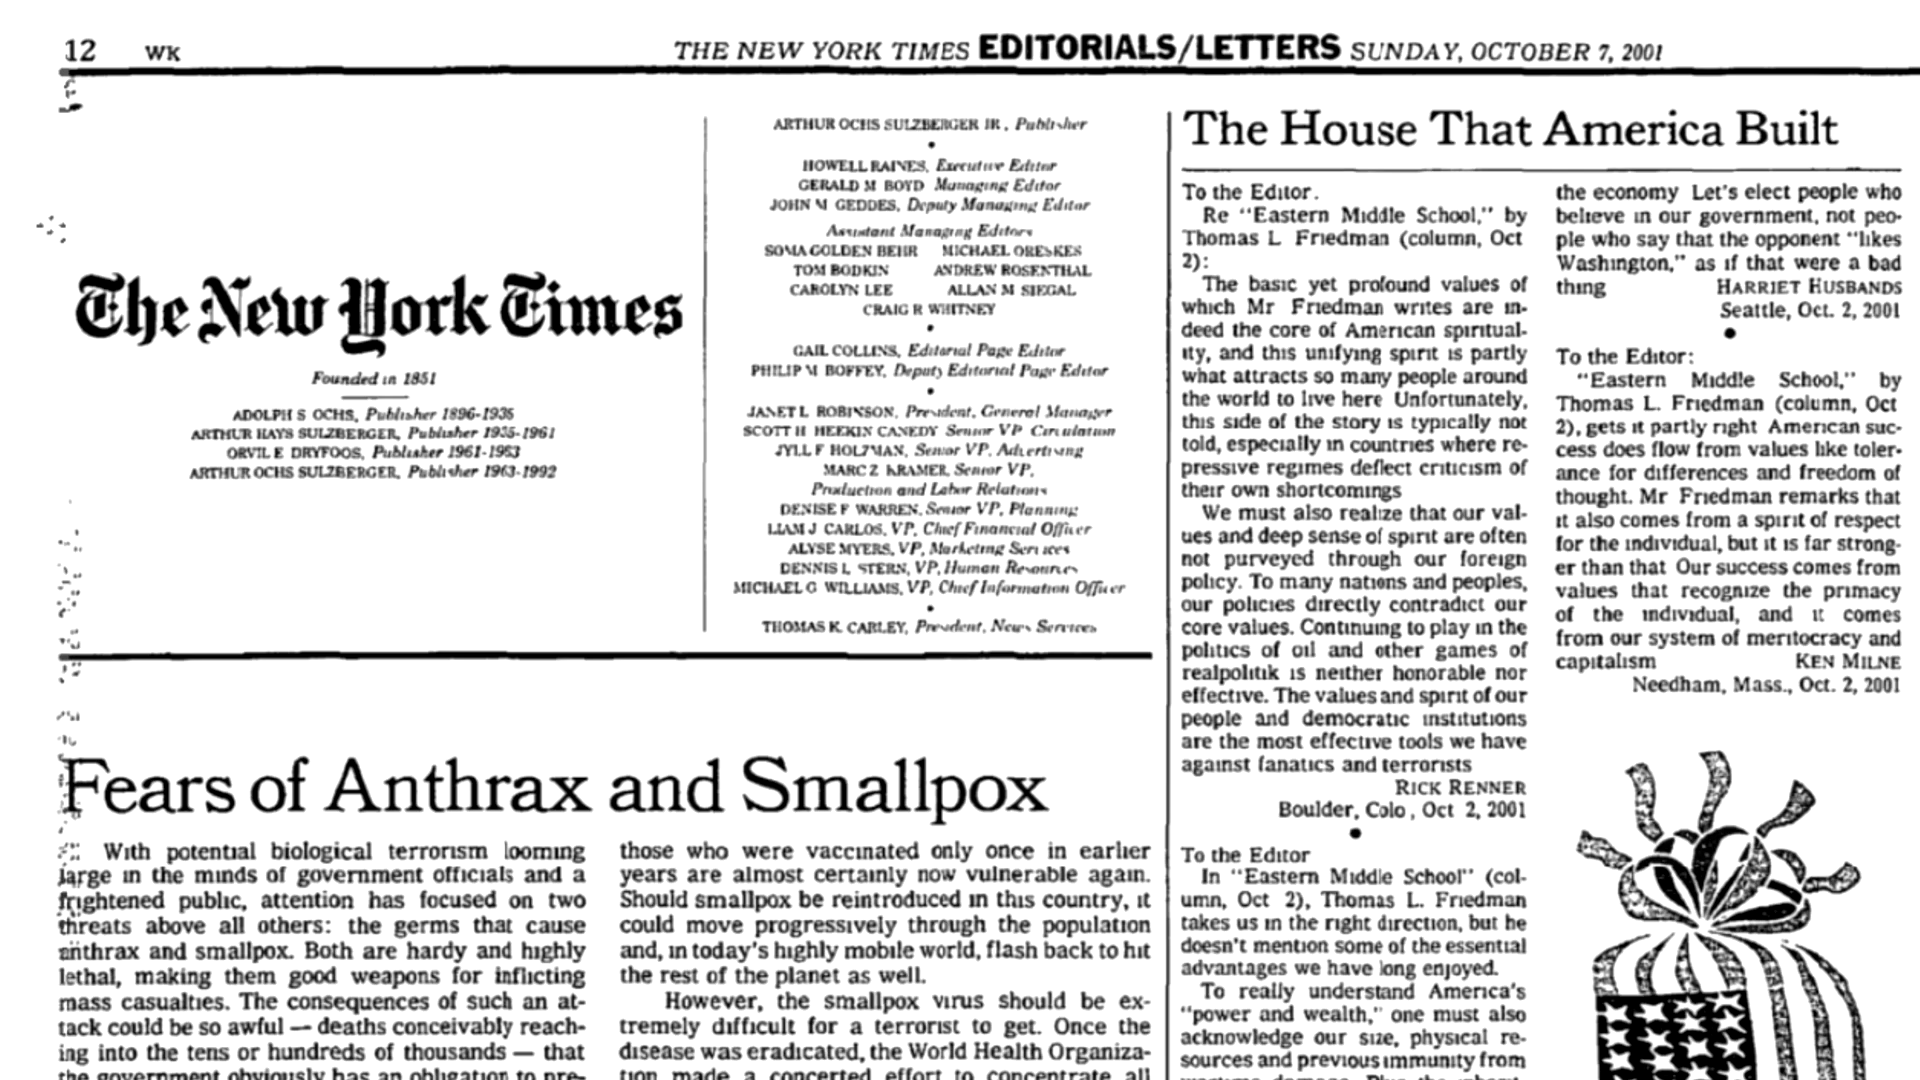 12 WK THE NEW YORK TIMES EDITORIALS/LETTERS SUNDAY, OCTOBER 7, 2001
The New York Times
Founded in 1851
ADOLPH S OCHS, Publisher 1896-1935
ARTHUR HAYS SULZBERGER, Publisher 1935-1961
ORVIL E DRYFOOS, Publisher 1961-1963
ARTHUR OCHS SULZBERGER, Publisher 1963-1992
ARTHUR OCHS SULZBERGER JR, Publisher
HOWELL RAINES, Executive Editor
GERALD M BOYD Managing Editor
JOHN M GEDDES, Deputy Managing Editor
Assistant Managing Editors
SOMA GOLDEN BEHR MICHAEL ORESKES
TOM BODKIN ANDREW ROSENTHAL
CAROLYN LEE ALLAN M SIEGAL
CRAIG R WHITNEY
GAIL COLLINS, Editorial Page Editor
PHILIP M BOFFEY, Deputy Editorial Page Editor
JANET L ROBINSON, President, General Manager
SCOTT H HEEKIN CANEDY Senior VP Circulation
JYLL F HOLZMAN, Senior VP, Advertising
MARC Z KRAMER, Senior VP,
Production and Labor Relations
DENISE F WARREN, Senior VP, Planning
LIAM J CARLOS, VP, Chief Financial Officer
ALYSE MYERS, VP, Marketing Services
DENNIS L STERN, VP, Human Resources
MICHAEL G WILLIAMS, VP, Chief Information Officer
THOMAS K. CARLEY, President, News Services
Fears of Anthrax and Smallpox
With potential biological terrorism looming
large in the minds of government officials and a
frightened public, attention has focused on two
threats above all others: the germs that cause
anthrax and smallpox. Both are hardy and highly
lethal, making them good weapons for inflicting
mass casualties. The consequences of such an at-
tack could be so awful — deaths conceivably reach-
ing into the tens or hundreds of thousands — that
the government obviously has an obligation to pre-
those who were vaccinated only once in earlier
years are almost certainly now vulnerable again.
Should smallpox be reintroduced in this country, it
could move progressively through the population
and, in today's highly mobile world, flash back to hit
the rest of the planet as well.
However, the smallpox virus should be ex-
tremely difficult for a terrorist to get. Once the
disease was eradicated, the World Health Organiza-
tion made a concerted effort to concentrate all
The House That America Built
To the Editor.
Re "Eastern Middle School," by
Thomas L Friedman (column, Oct
2):
The basic yet profound values of
which Mr Friedman writes are in-
deed the core of American spiritual-
ity, and this unifying spirit is partly
what attracts so many people around
the world to live here Unfortunately,
this side of the story is typically not
told, especially in countries where re-
pressive regimes deflect criticism of
their own shortcomings
We must also realize that our val-
ues and deep sense of spirit are often
not purveyed through our foreign
policy. To many nations and peoples,
our policies directly contradict our
core values. Continuing to play in the
politics of oil and other games of
realpolitik is neither honorable nor
effective. The values and spirit of our
people and democratic institutions
are the most effective tools we have
against fanatics and terrorists
RICK RENNER
Boulder, Colo, Oct 2, 2001
To the Editor
In "Eastern Middle School" (col-
umn, Oct 2), Thomas L. Friedman
takes us in the right direction, but he
doesn't mention some of the essential
advantages we have long enjoyed.
To really understand America's
"power and wealth," one must also
acknowledge our size, physical re-
sources and previous immunity from
the economy Let's elect people who
believe in our government, not peo-
ple who say that the opponent "likes
Washington," as if that were a bad
thing HARRIET HUSBANDS
Seattle, Oct. 2, 2001
To the Editor:
"Eastern Middle School," by
Thomas L. Friedman (column, Oct
2), gets it partly right American suc-
cess does flow from values like toler-
ance for differences and freedom of
thought. Mr Friedman remarks that
it also comes from a spirit of respect
for the individual, but it is far strong-
er than that Our success comes from
values that recognize the primacy
of the individual, and it comes
from our system of meritocracy and
capitalism KEN MILNE
Needham, Mass., Oct. 2, 2001